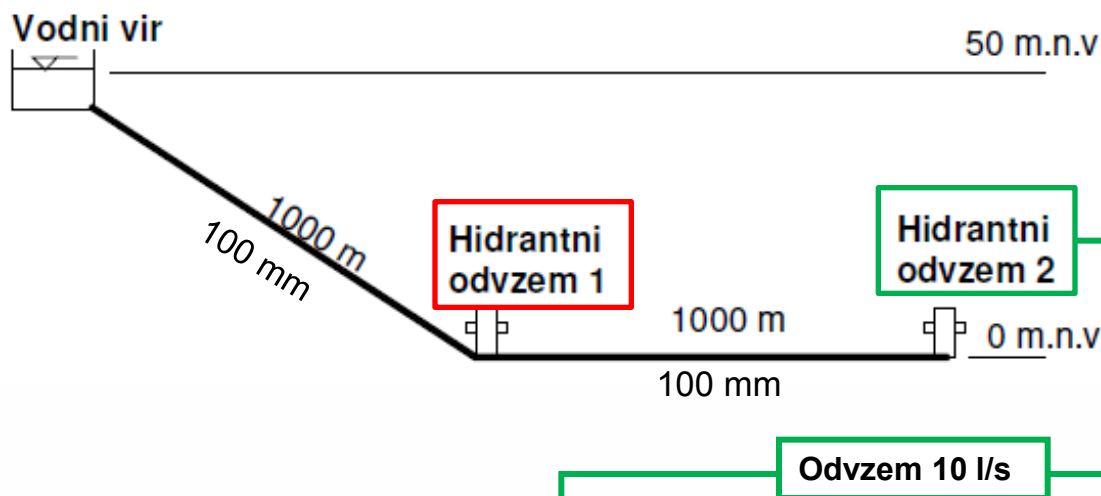 Vodni vir
50 m.n.v
1000 m
100 mm
Hidrantni
odvzem 1
Hidrantni
odvzem 2
1000 m
0 m.n.v
100 mm
Odvzem 10 l/s